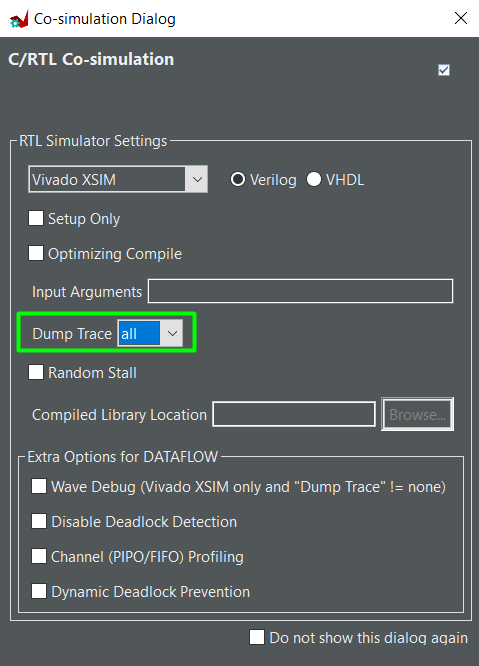 Co-simulation Dialog
C/RTL Co-simulation
RTL Simulator Settings
Vivado XSIM Verilog VHDL
Setup Only
Optimizing Compile
Input Arguments
Dump Trace all
Random Stall
Compiled Library Location Browse...
Extra Options for DATAFLOW
Wave Debug (Vivado XSIM only and "Dump Trace" != none)
Disable Deadlock Detection
Channel (PIPO/FIFO) Profiling
Dynamic Deadlock Prevention
Do not show this dialog again